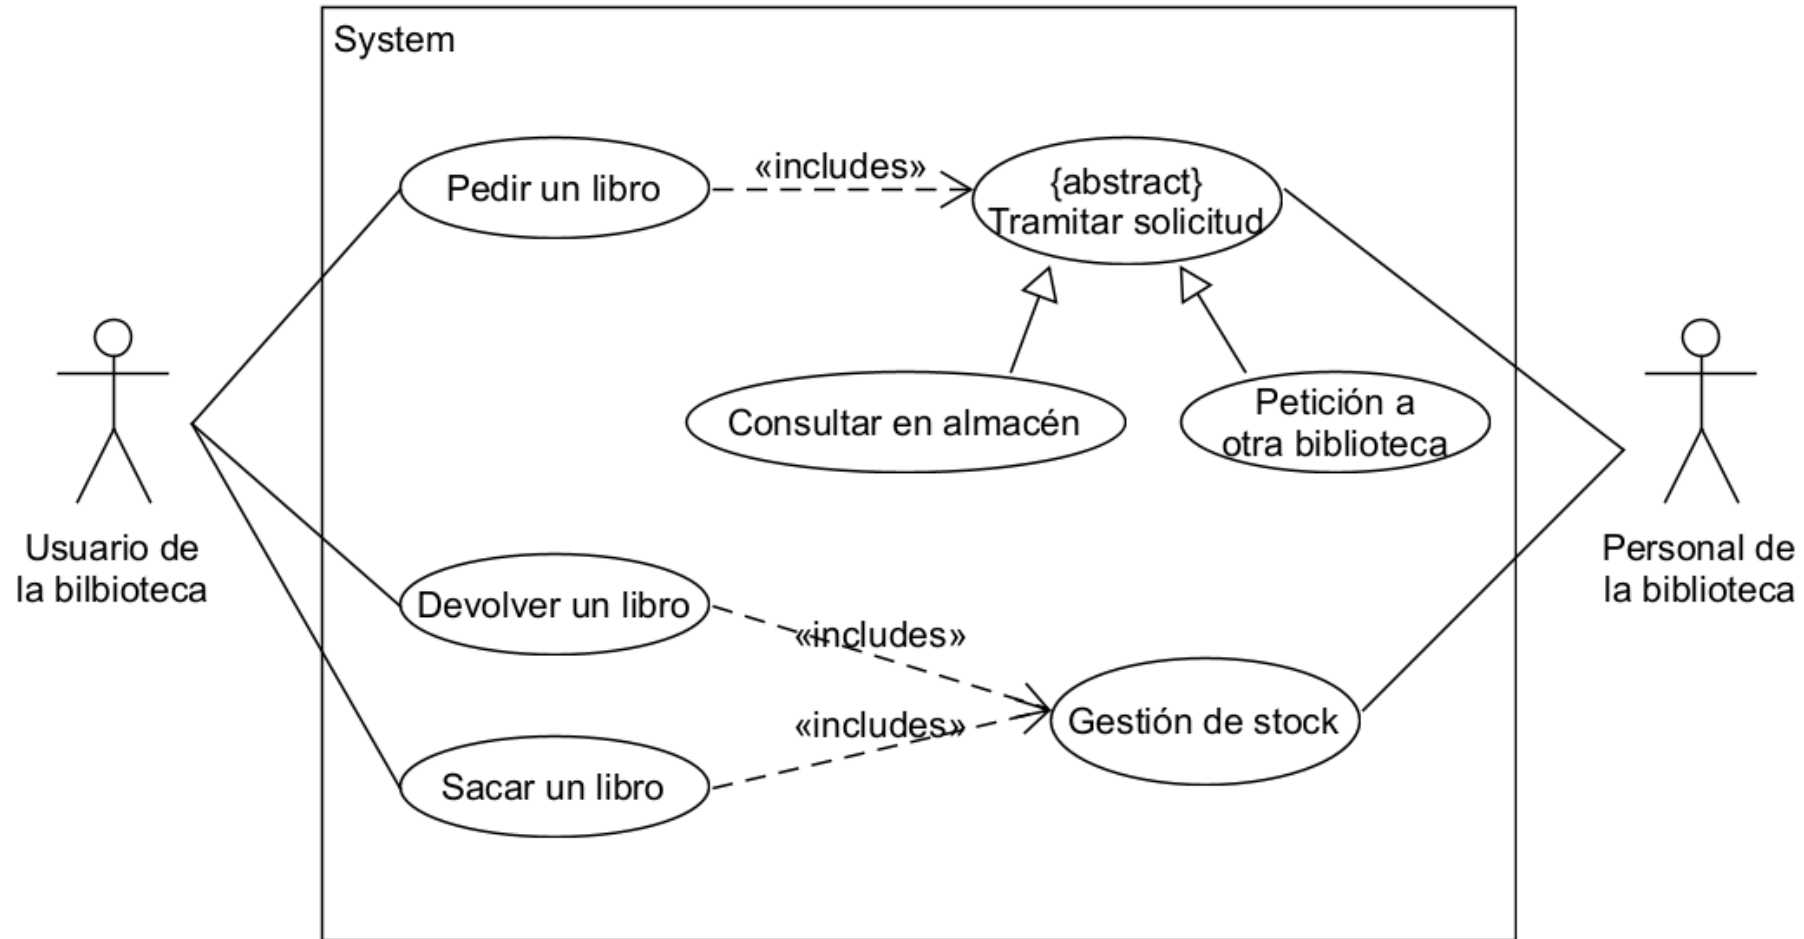 System
Pedir un libro
«includes»
{abstract}
Tramitar solicitud
Consultar en almacén
Petición a
otra biblioteca
Usuario de
la bilbioteca
Personal de
la biblioteca
Devolver un libro
«includes»
«includes»
Gestión de stock
Sacar un libro